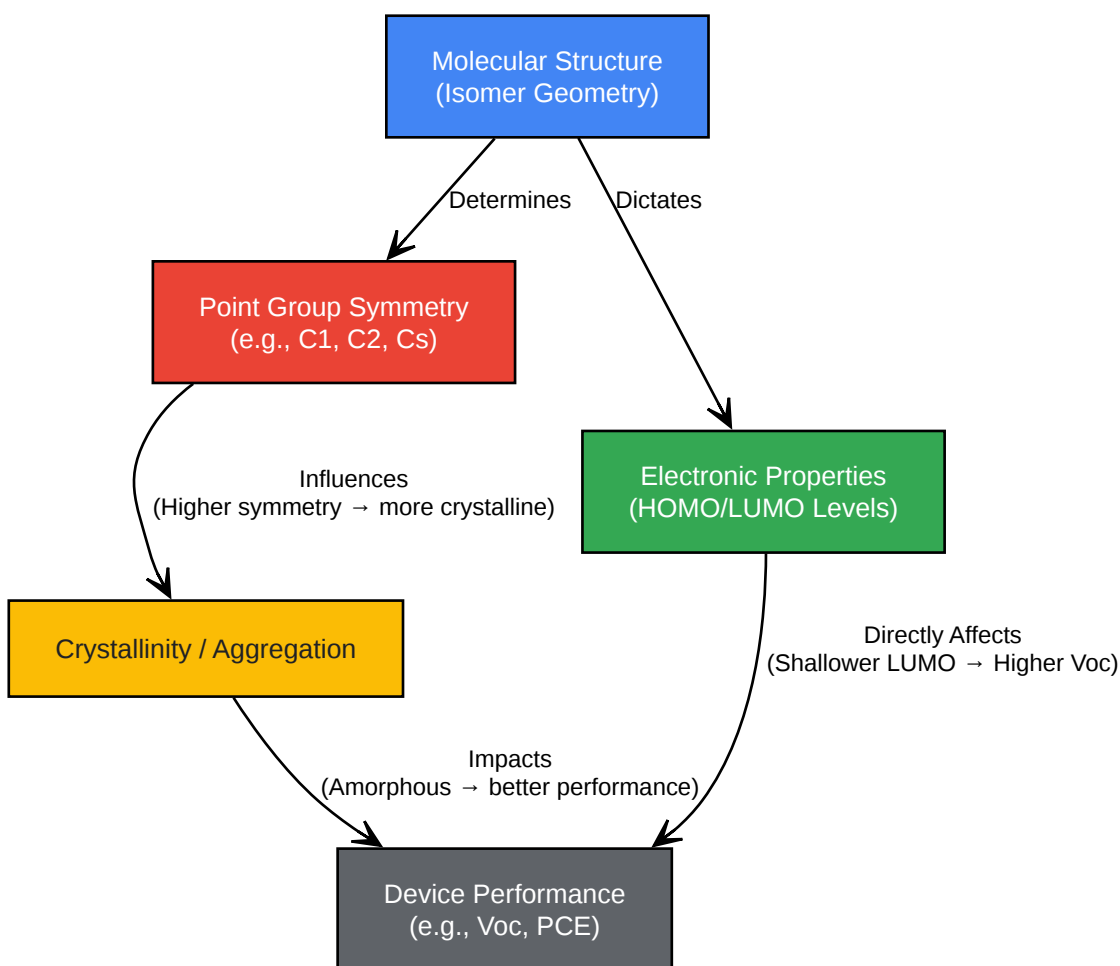 Molecular Structure
(Isomer Geometry)
Determines
Dictates
Point Group Symmetry
(e.g., C1, C2, Cs)
Influences
(Higher symmetry → more crystalline)
Electronic Properties
(HOMO/LUMO Levels)
Crystallinity / Aggregation
Directly Affects
(Shallower LUMO → Higher Voc)
Impacts
(Amorphous → better performance)
Device Performance
(e.g., Voc, PCE)